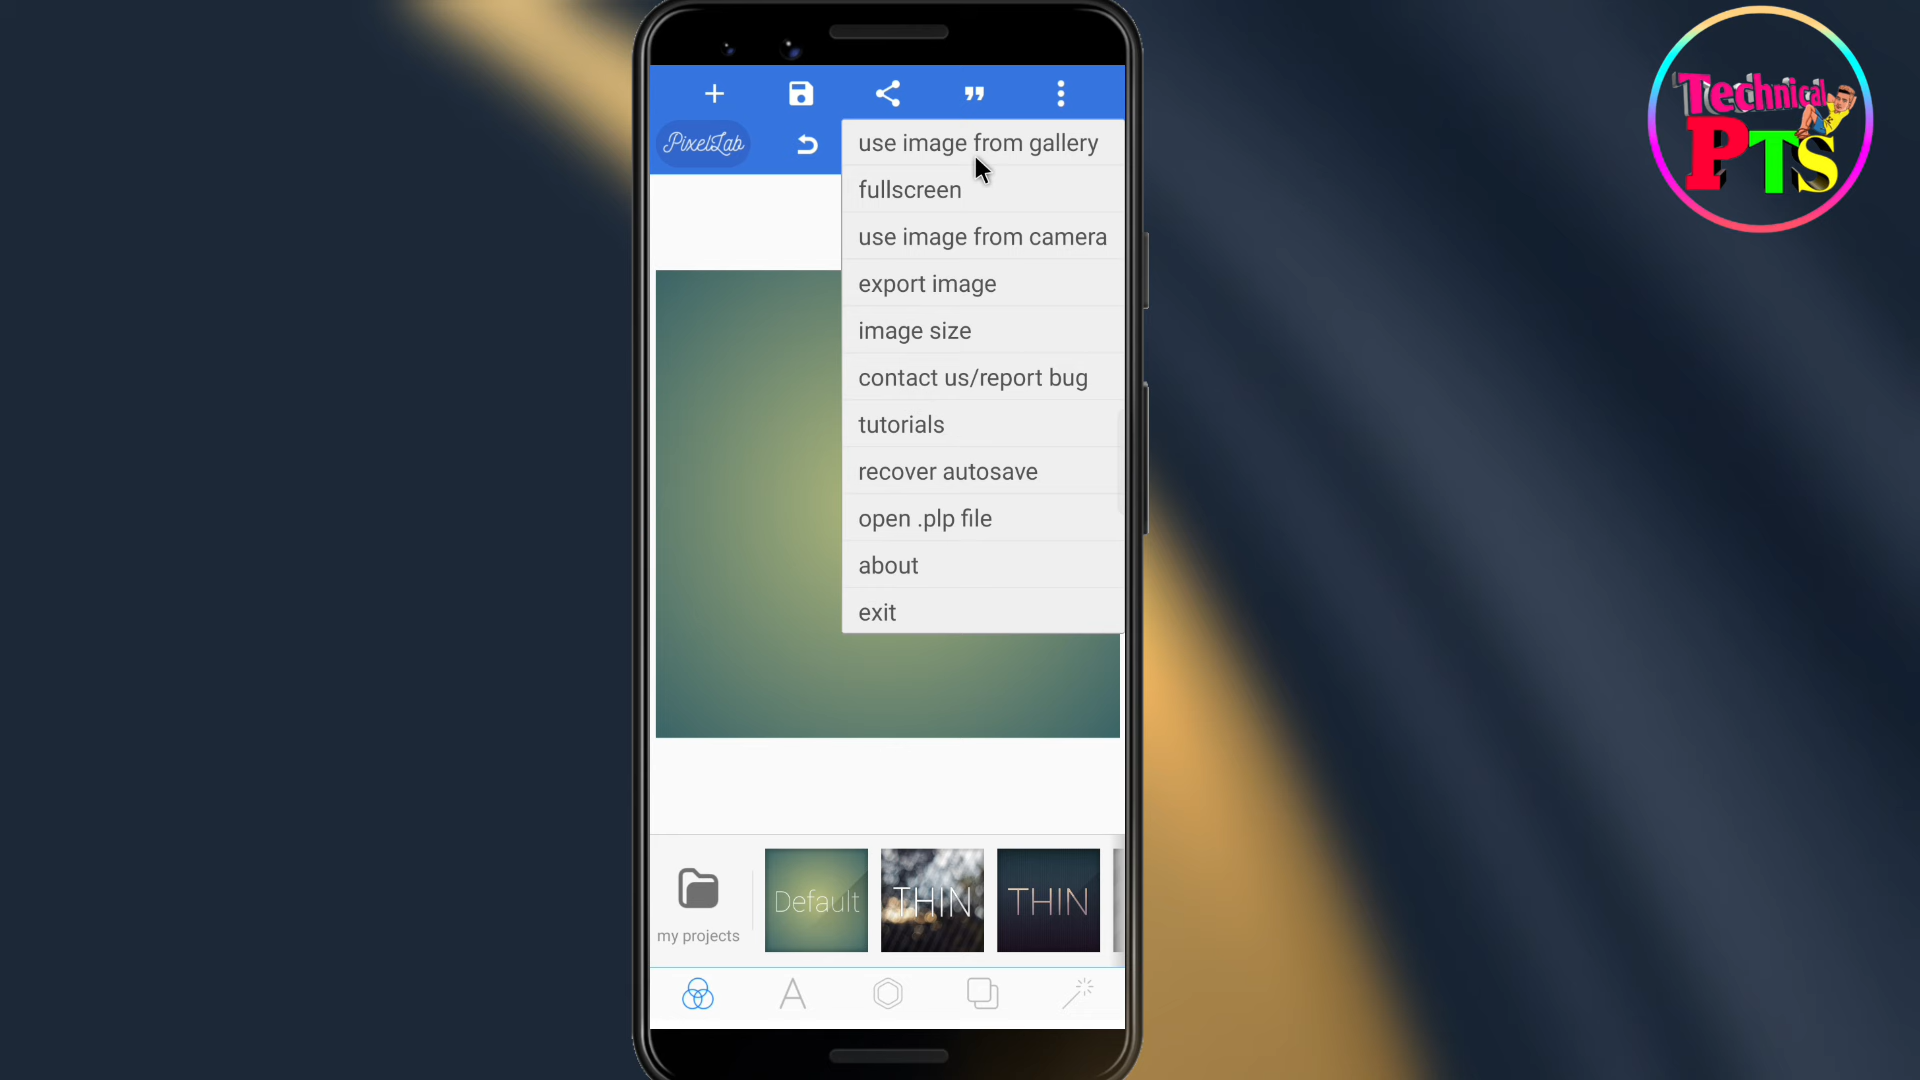 Technical
PTS
PixelLab
use image from gallery
fullscreen
use image from camera
export image
image size
contact us/report bug
tutorials
recover autosave
open .plp file
about
exit
my projects
Default
THIN
THIN
A